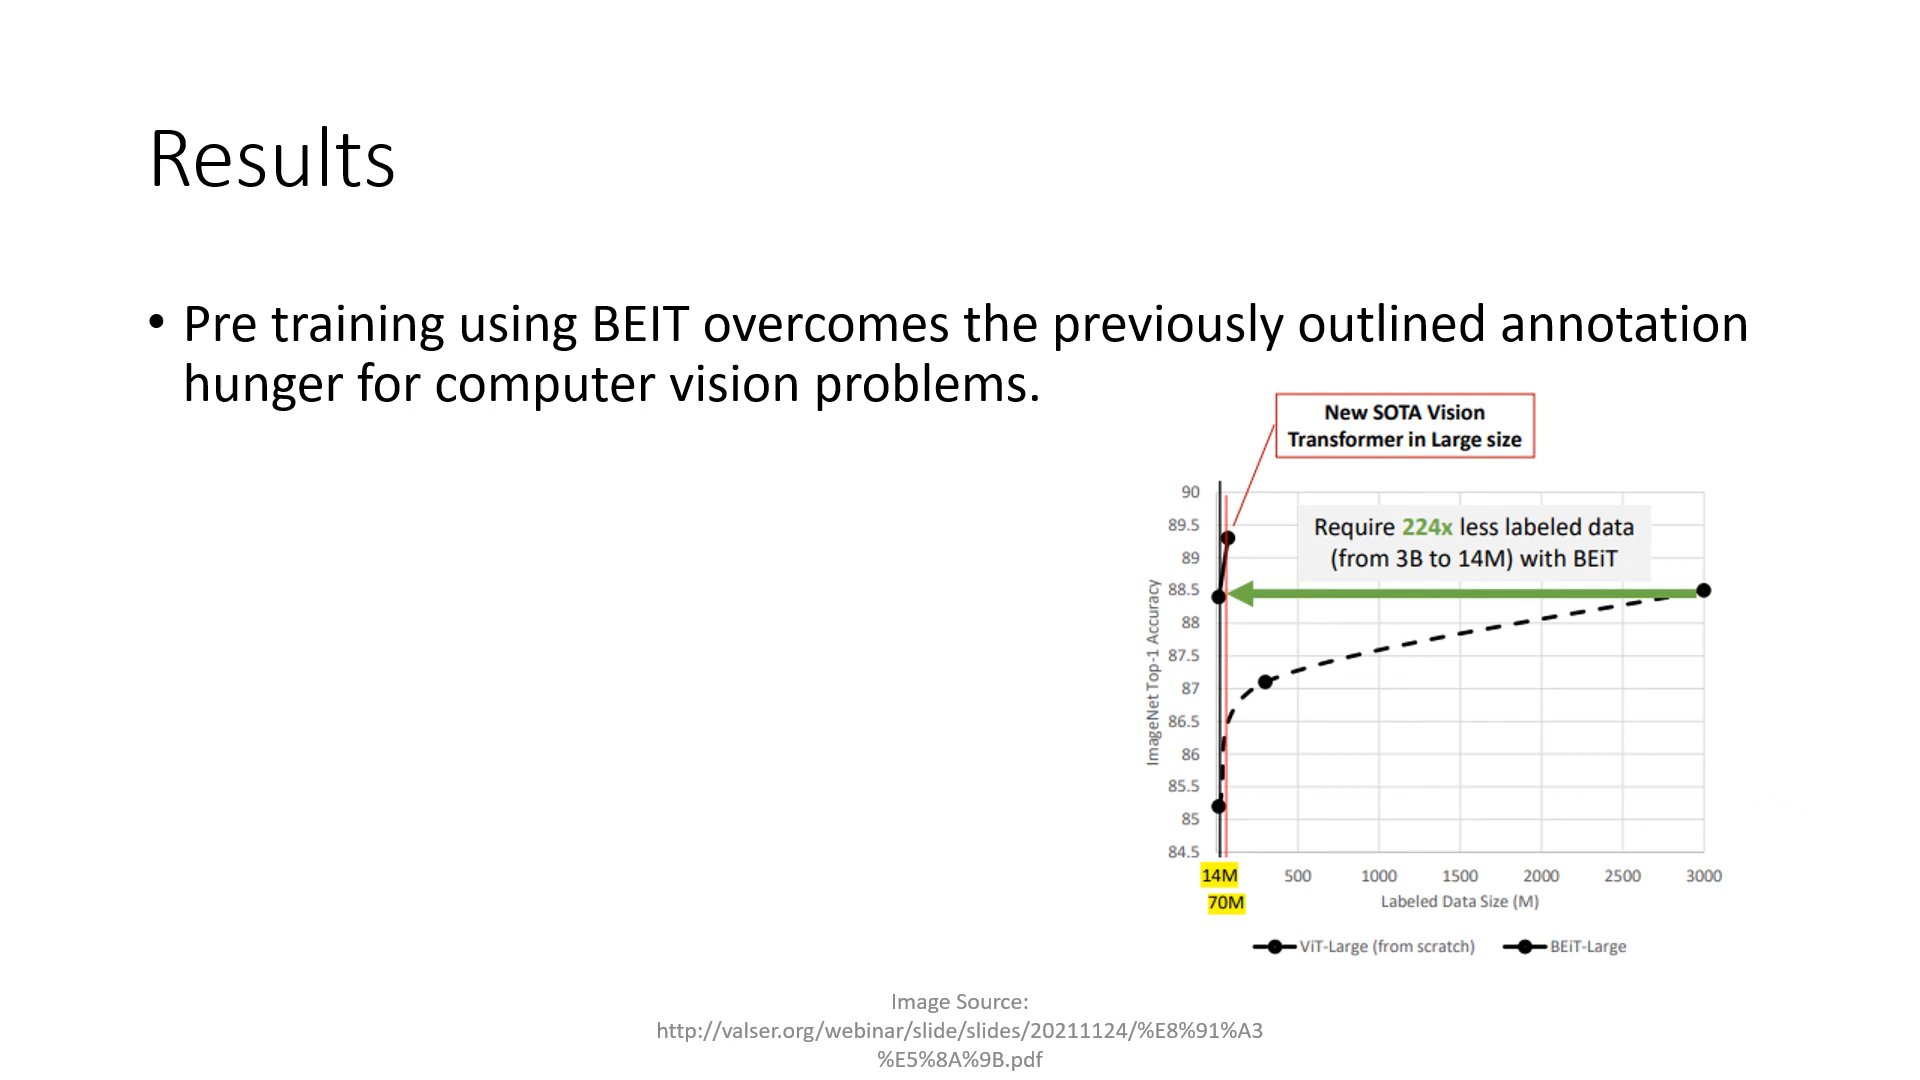 Results
• Pre training using BEIT overcomes the previously outlined annotation
hunger for computer vision problems.
New SOTA Vision
Transformer in Large size
Require 224x less labeled data
(from 3B to 14M) with BEiT
ImageNet Top-1 Accuracy
90
89.5
89
88.5
88
87.5
87
86.5
86
85.5
85
84.5
14M 500 1000 1500 2000 2500 3000
70M
Labeled Data Size (M)
ViT-Large (from scratch) BEiT-Large
Image Source:
http://valser.org/webinar/slide/slides/20211124/%E8%91%A3
%E5%8A%9B.pdf